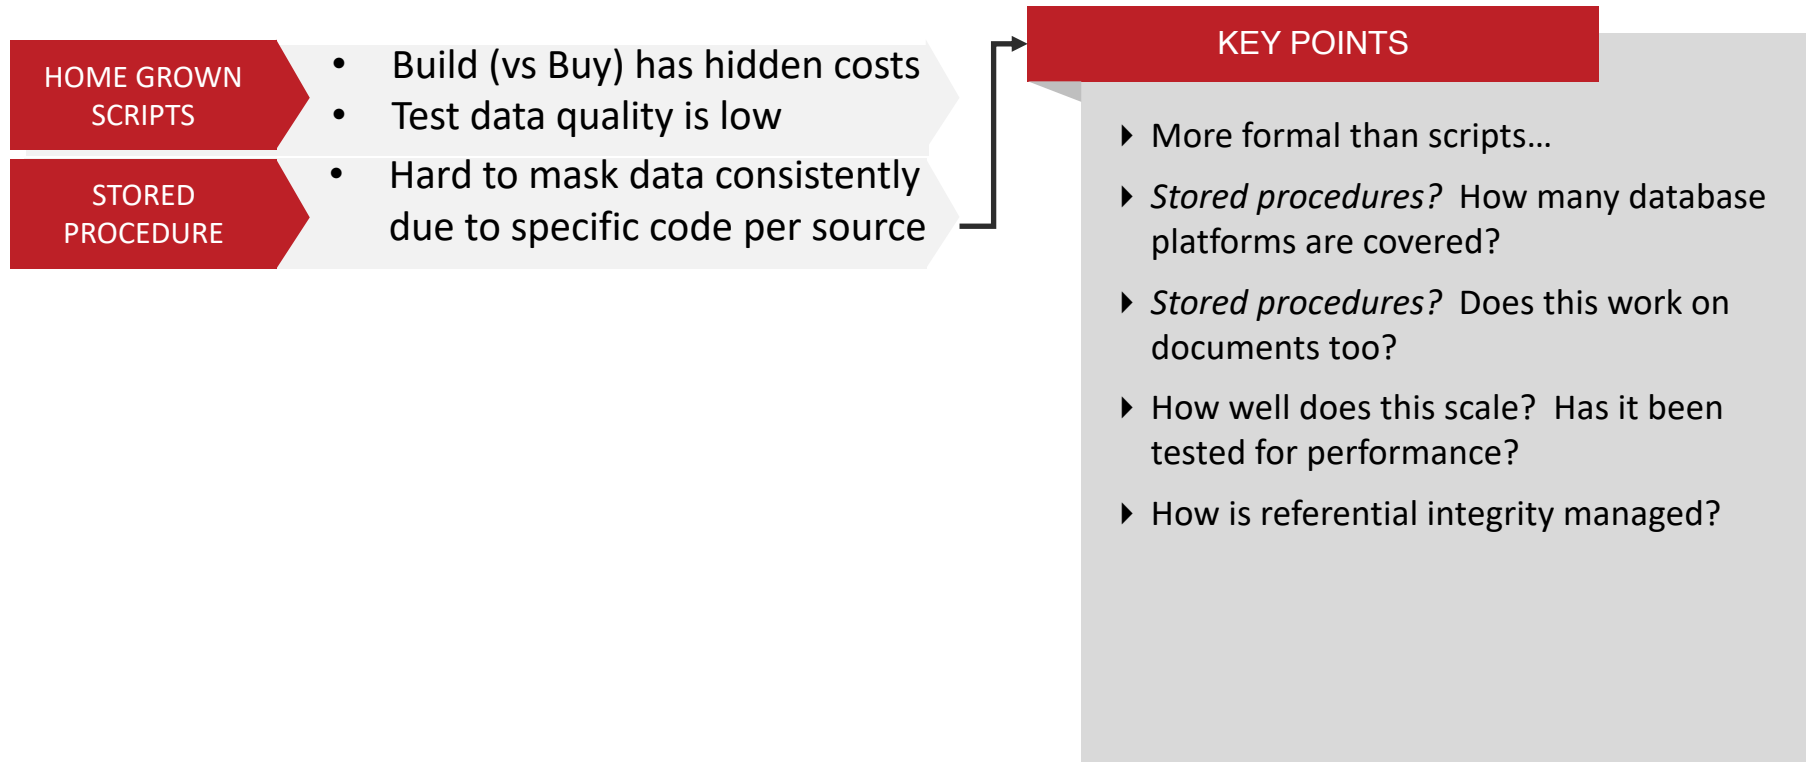 HOME GROWN
SCRIPTS
• Build (vs Buy) has hidden costs
• Test data quality is low
STORED
PROCEDURE
• Hard to mask data consistently
due to specific code per source
KEY POINTS
More formal than scripts…
Stored procedures?  How many database
platforms are covered?
Stored procedures?  Does this work on
documents too?
How well does this scale?  Has it been
tested for performance?
How is referential integrity managed?